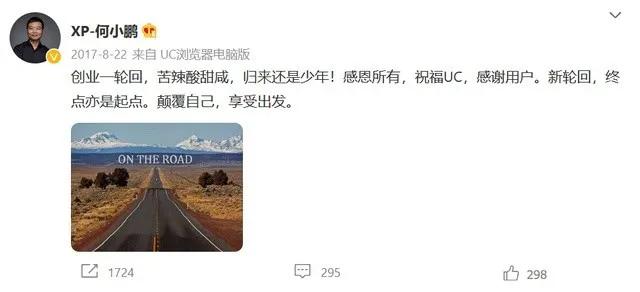 XP-何小鹏
2017-8-22 来自 UC浏览器电脑版
创业一轮回，苦辣酸甜咸，归来还是少年！感恩所有，祝福UC，感谢用户。新轮回，终
点亦是起点。颠覆自己，享受出发。
ON THE ROAD
1724
295
298